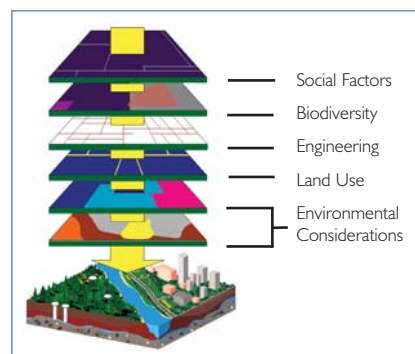 Social Factors
Biodiversity
Engineering
Land Use
Environmental
Considerations